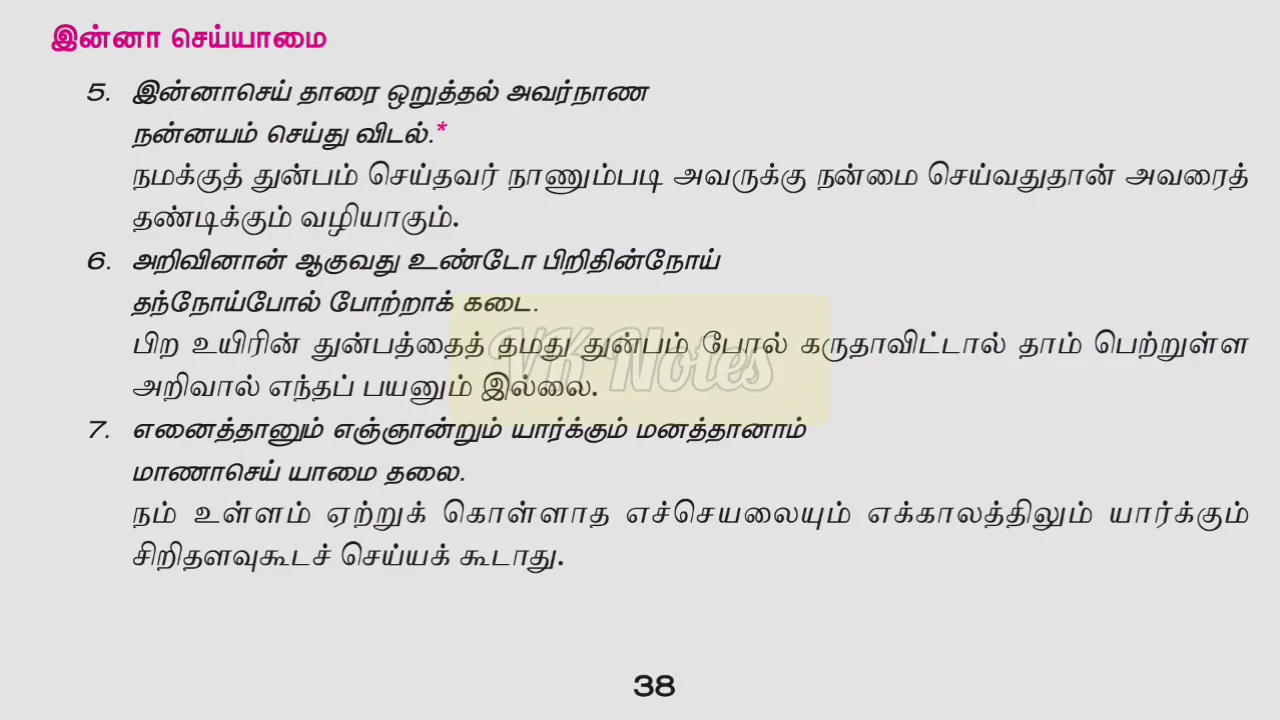 இன்னா செய்யாமை
5. இன்னாசெய் தாரை ஒறுத்தல் அவர்நாண
நன்னயம் செய்து விடல்.*
நமக்குத் துன்பம் செய்தவர் நாணும்படி அவருக்கு நன்மை செய்வதுதான் அவரைத்
தண்டிக்கும் வழியாகும்.
6. அறிவினான் ஆகுவது உண்டோ பிறிதின்நோய்
தந்நோய்போல் போற்றாக் கடை.
பிற உயிரின் துன்பத்தைத் தமது துன்பம் போல் கருதாவிட்டால் தாம் பெற்றுள்ள
அறிவால் எந்தப் பயனும் இல்லை.
VK Notes
7. எனைத்தானும் எஞ்ஞான்றும் யார்க்கும் மனத்தானாம்
மாணாசெய் யாமை தலை.
நம் உள்ளம் ஏற்றுக் கொள்ளாத எச்செயலையும் எக்காலத்திலும் யார்க்கும்
சிறிதளவுகூடச் செய்யக் கூடாது.
38